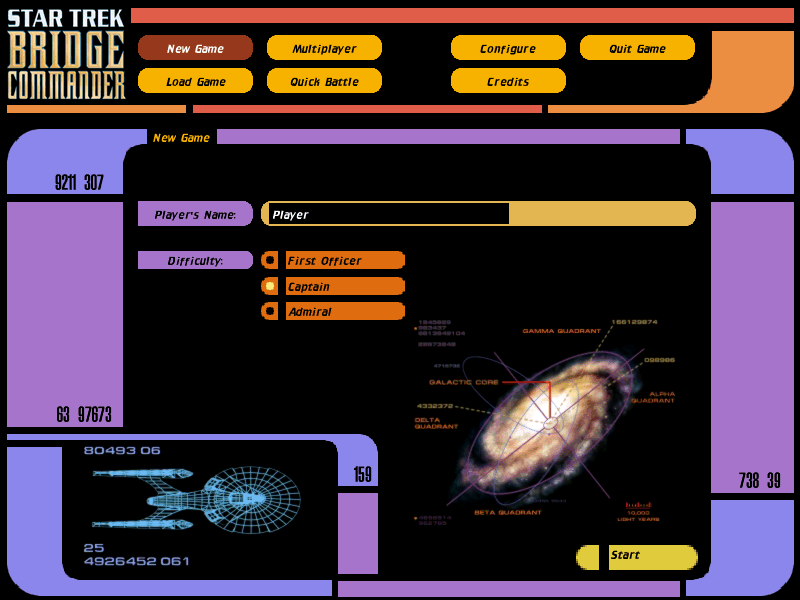 STAR TREK
BRIDGE
COMMANDER
New Game
Multiplayer
Configure
Quit Game
Load Game
Quick Battle
Credits
New Game
9211 307
Player's Name:
Player
Difficulty:
First Officer
Captain
Admiral
166129874
GAMMA QUADRANT
098986
GALACTIC CORE
ALPHA
QUADRANT
4332372
DELTA
QUADRANT
63 97673
80493 06
159
738 39
BETA QUADRANT
10,000
LIGHT YEARS
25
4926452 061
Start